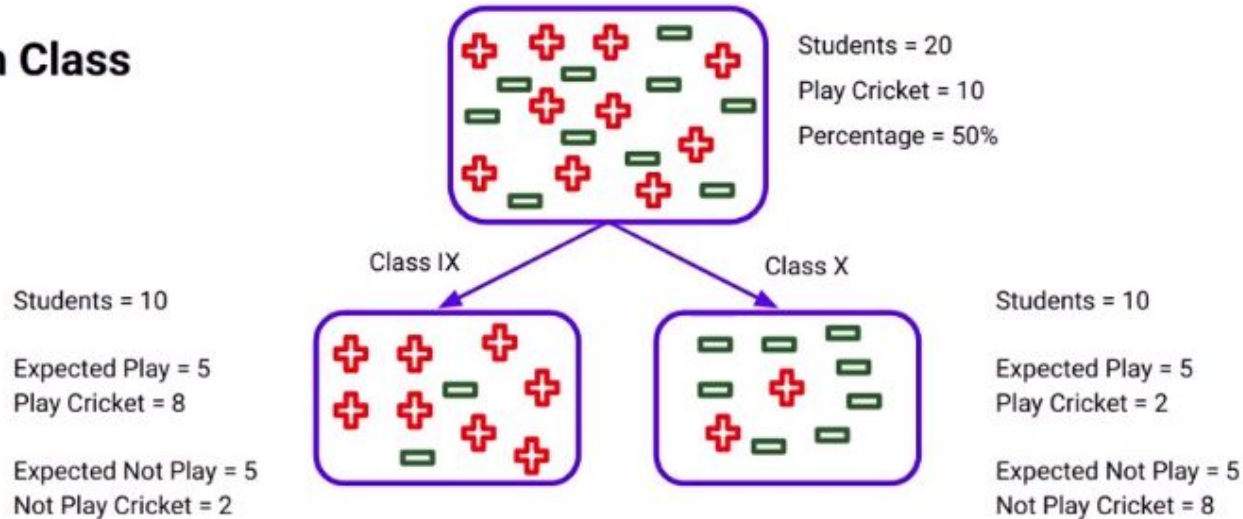 Class
Students = 20
Play Cricket = 10
Percentage = 50%
Class IX
Class X
Students = 10
Expected Play = 5
Play Cricket = 8
Expected Not Play = 5
Not Play Cricket = 2
Students = 10
Expected Play = 5
Play Cricket = 2
Expected Not Play = 5
Not Play Cricket = 8